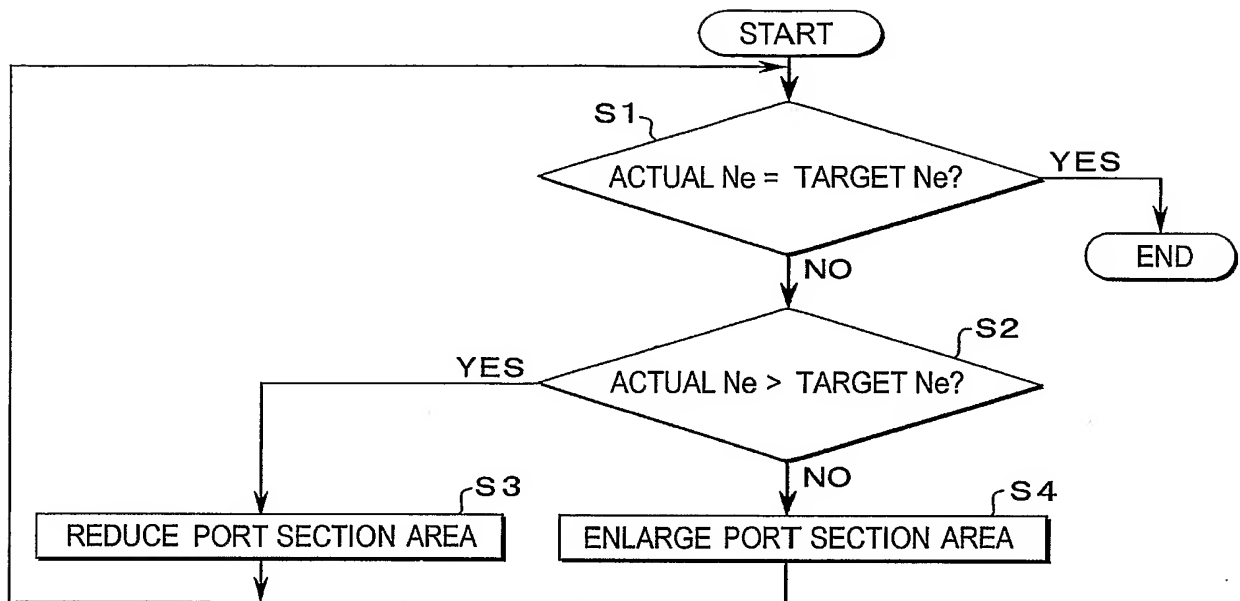 START
S1
ACTUAL Ne = TARGET Ne?
YES
END
NO
S2
YES
ACTUAL Ne > TARGET Ne?
NO
S3
S4
REDUCE PORT SECTION AREA
ENLARGE PORT SECTION AREA